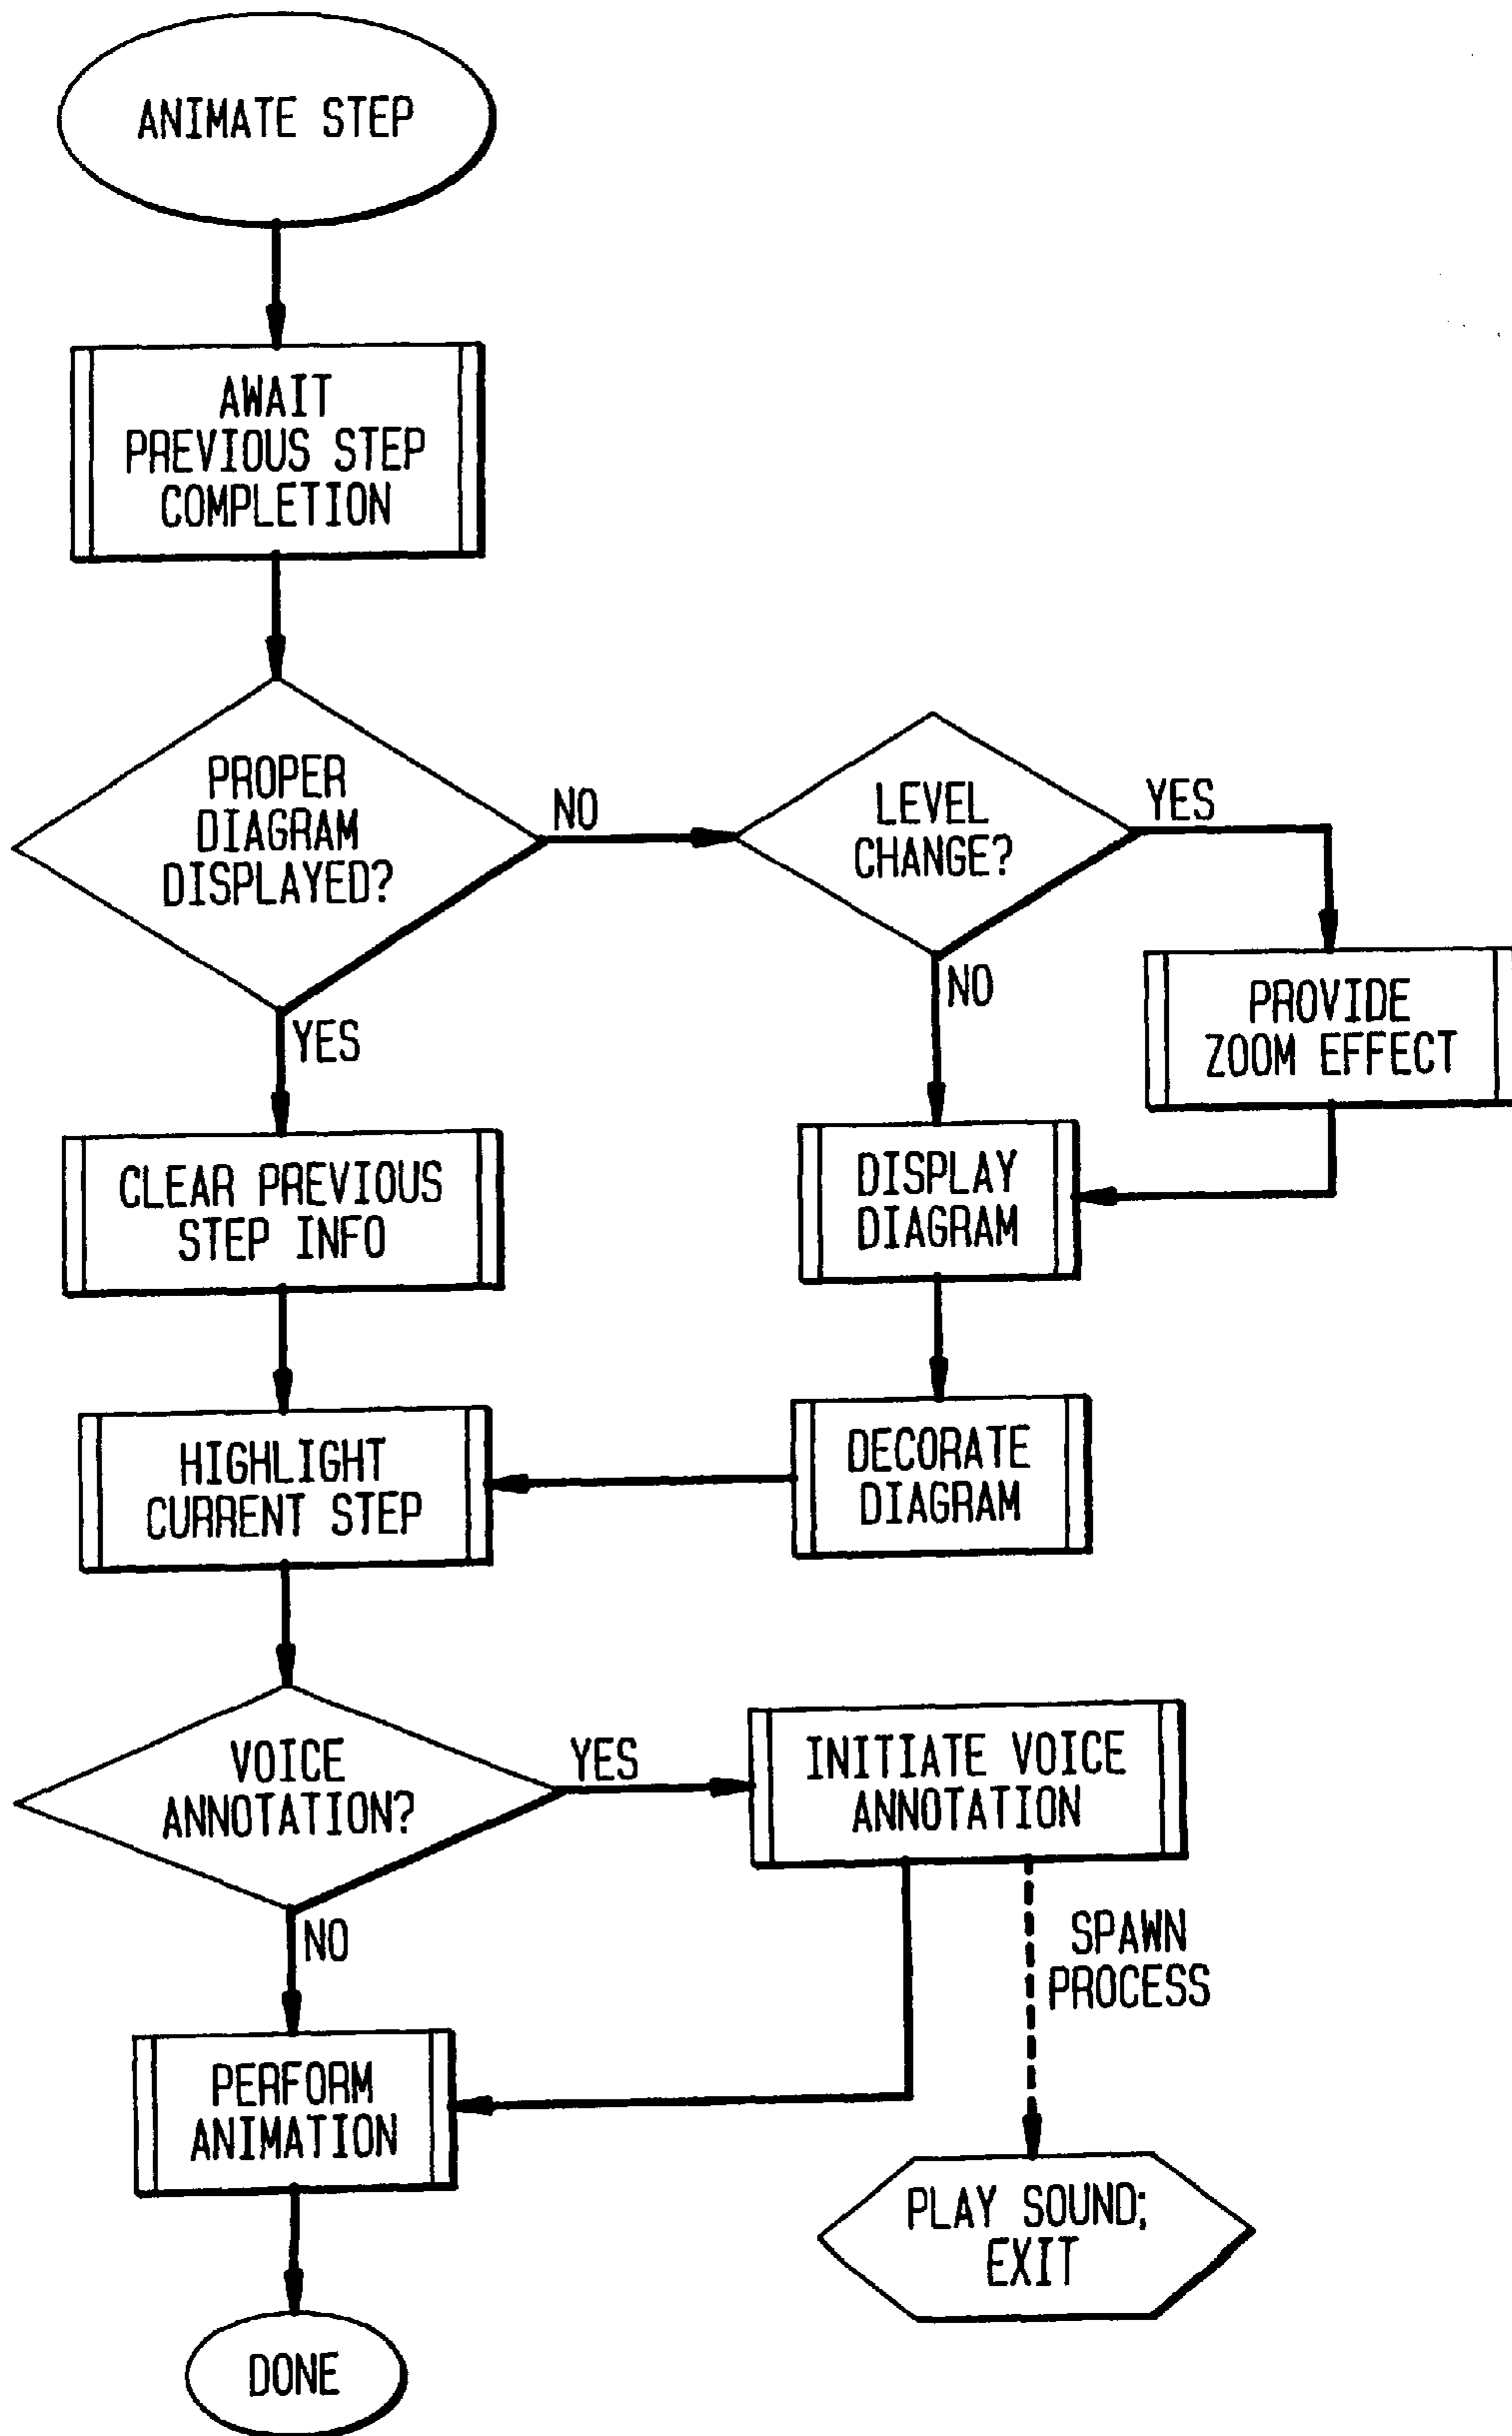 ANIMATE STEP
AWAIT
PREVIOUS STEP
COMPLETION
PROPER
DIAGRAM
DISPLAYED?
NO
LEVEL
CHANGE?
YES
NO
PROVIDE
ZOOM EFFECT
YES
CLEAR PREVIOUS
STEP INFO
DISPLAY
DIAGRAM
HIGHLIGHT
CURRENT STEP
DECORATE
DIAGRAM
VOICE
ANNOTATION?
YES
INITIATE VOICE
ANNOTATION
NO
SPAWN
PROCESS
PERFORM
ANIMATION
PLAY SOUND;
EXIT
DONE